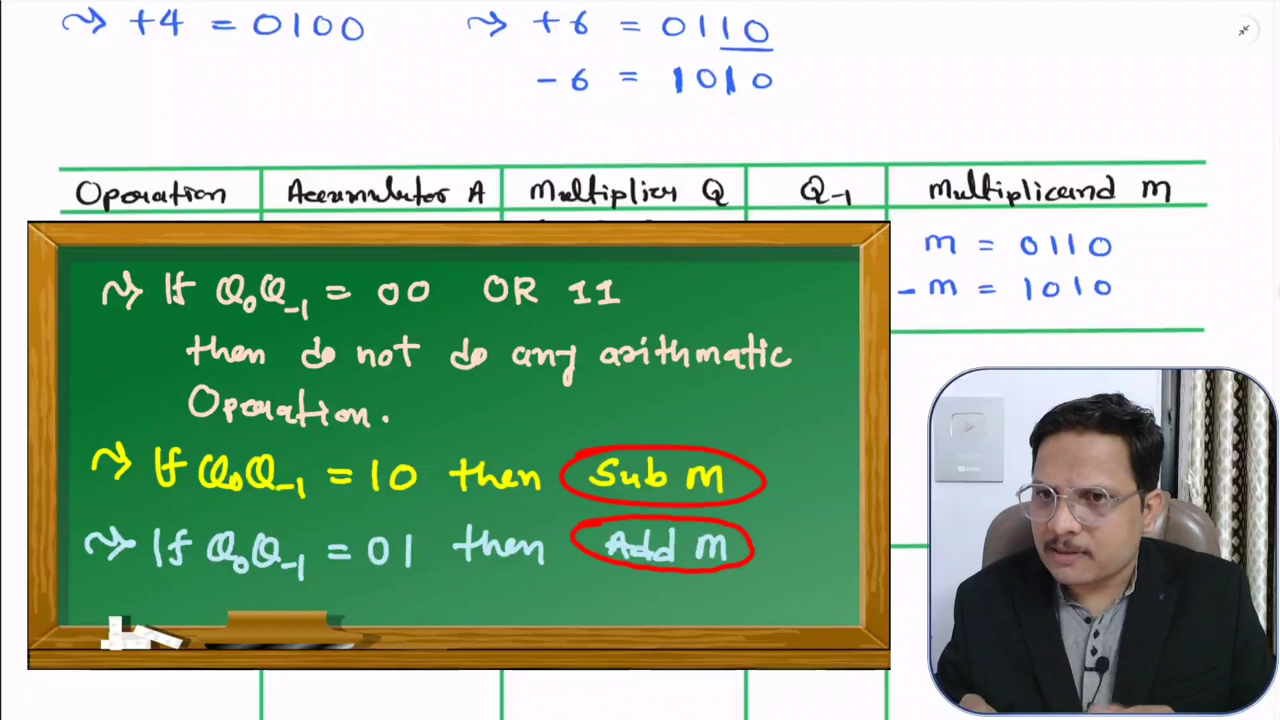 ⇝ +4 = 0100
⇝ +6 = 0110
-6 = 1010
Operation Accumulator A Multiplier Q Q-1 Multiplicand M
M = 0110
-M = 1010
⇝ If Q0Q-1 = 00 OR 11
then do not do any arithmatic
Operation.
⇝ If Q0Q-1 = 10 then Sub M
⇝ If Q0Q-1 = 01 then Add M